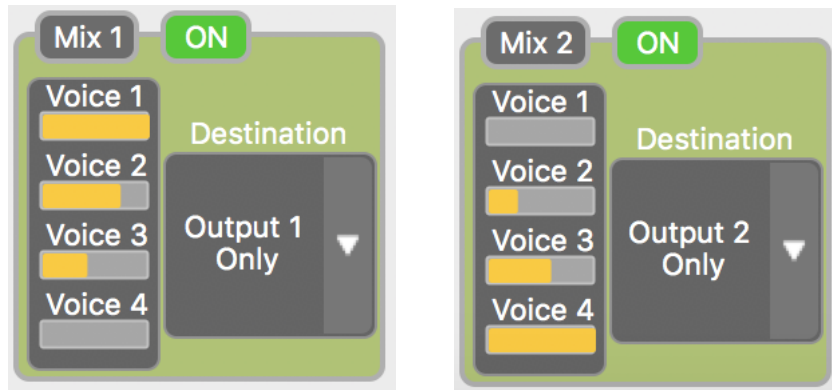 Mix 1 ON
Voice 1
Voice 2
Voice 3
Voice 4
Destination
Output 1
Only
Mix 2 ON
Voice 1
Voice 2
Voice 3
Voice 4
Destination
Output 2
Only